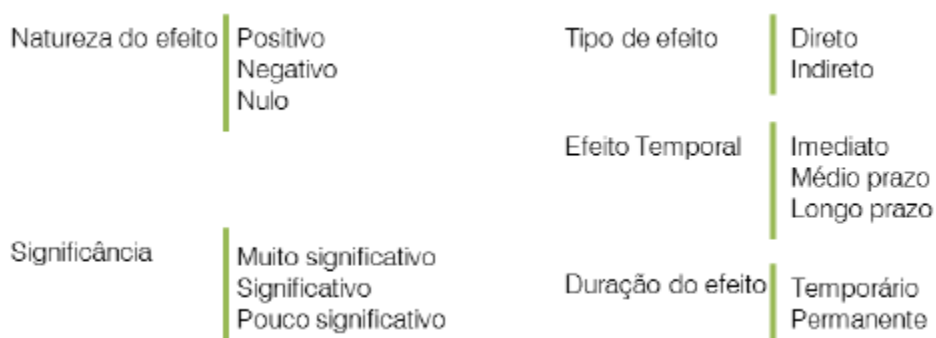 Natureza do efeito
Positivo
Negativo
Nulo
Significância
Muito significativo
Significativo
Pouco significativo
Tipo de efeito
Direto
Indireto
Efeito Temporal
Imediato
Médio prazo
Longo prazo
Duração do efeito
Temporário
Permanente